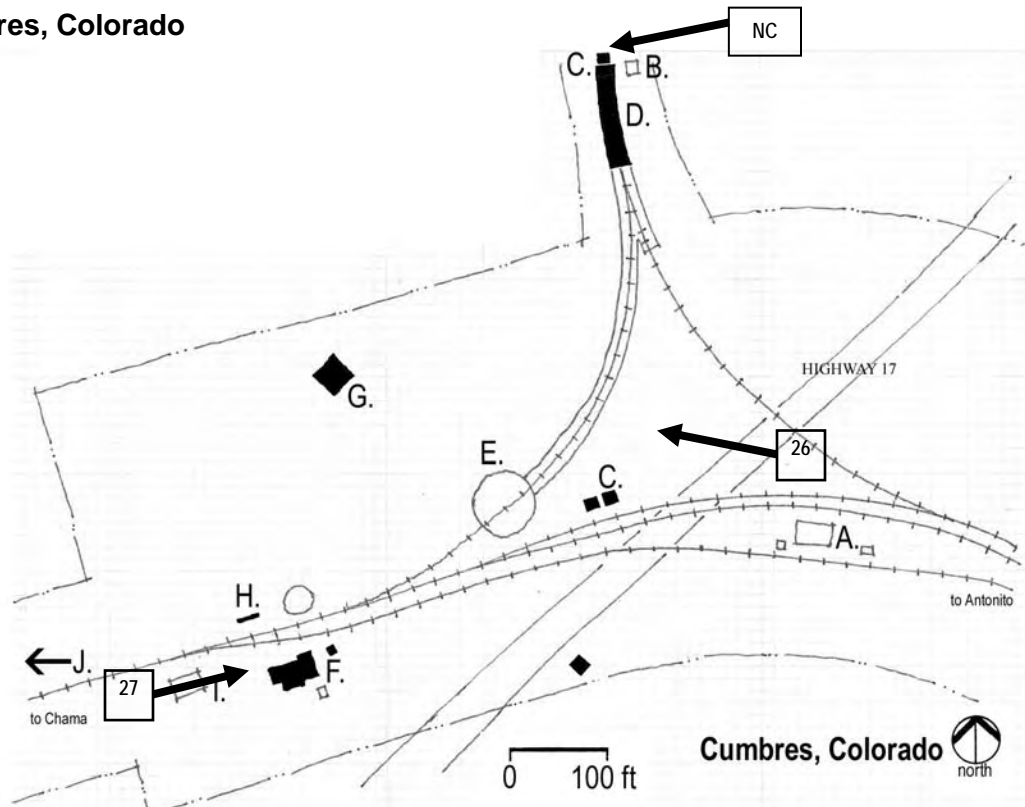 res, Colorado
NC
C.
B.
D.
HIGHWAY 17
G.
E.
26
C.
A.
to Antonito
H.
J.
27
I.
F.
to Chama
0 100 ft
Cumbres, Colorado
north